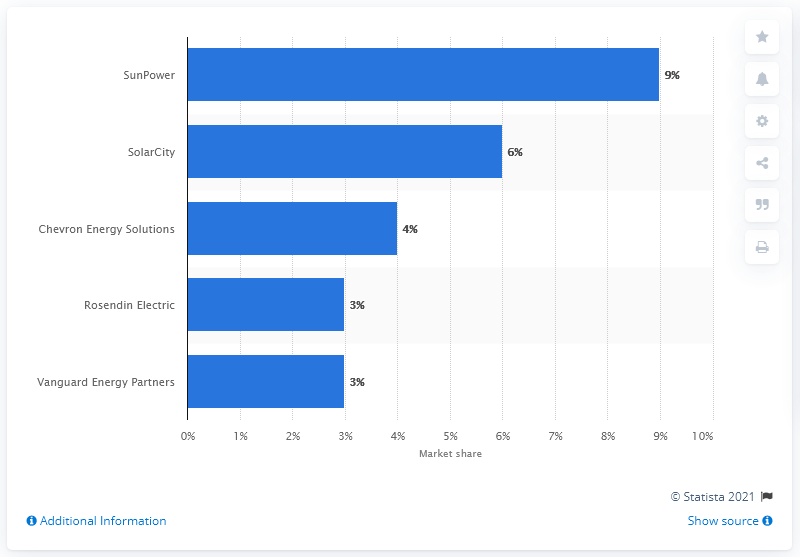 SunPower 9%
SolarCity 6%
Chevron Energy Solutions 4%
Rosendin Electric 3%
Vanguard Energy Partners 3%
0% 1% 2% 3% 4% 5% 6% 7% 8% 9% 10%
Market share
© Statista 2021
Additional Information Show source